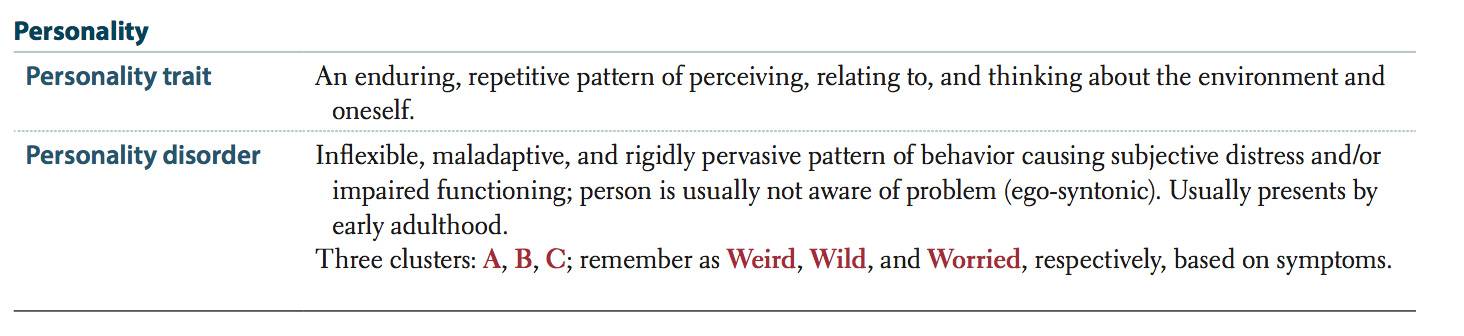 Personality
Personality trait
An enduring, repetitive pattern of perceiving, relating to, and thinking about the environment and
oneself.
Personality disorder
Inflexible, maladaptive, and rigidly pervasive pattern of behavior causing subjective distress and/or
impaired functioning; person is usually not aware of problem (ego-syntonic). Usually presents by
early adulthood.
Three clusters: A, B, C; remember as Weird, Wild, and Worried, respectively, based on symptoms.